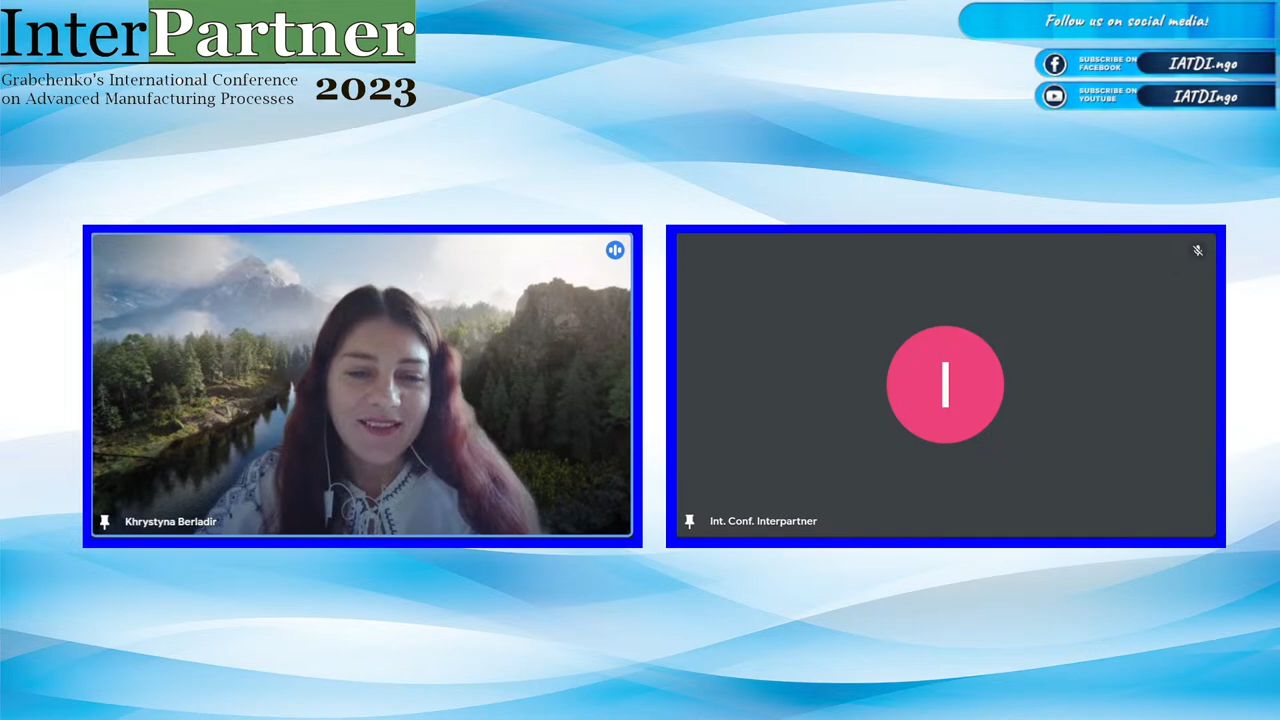 InterPartner
Grabchenko's International Conference
on Advanced Manufacturing Processes
2023
Follow us on social media!
SUBSCRIBE ON
FACEBOOK
IATDI.ngo
SUBSCRIBE ON
YOUTUBE
IATDIngo
Khrystyna Berladir
I
Int. Conf. Interpartner